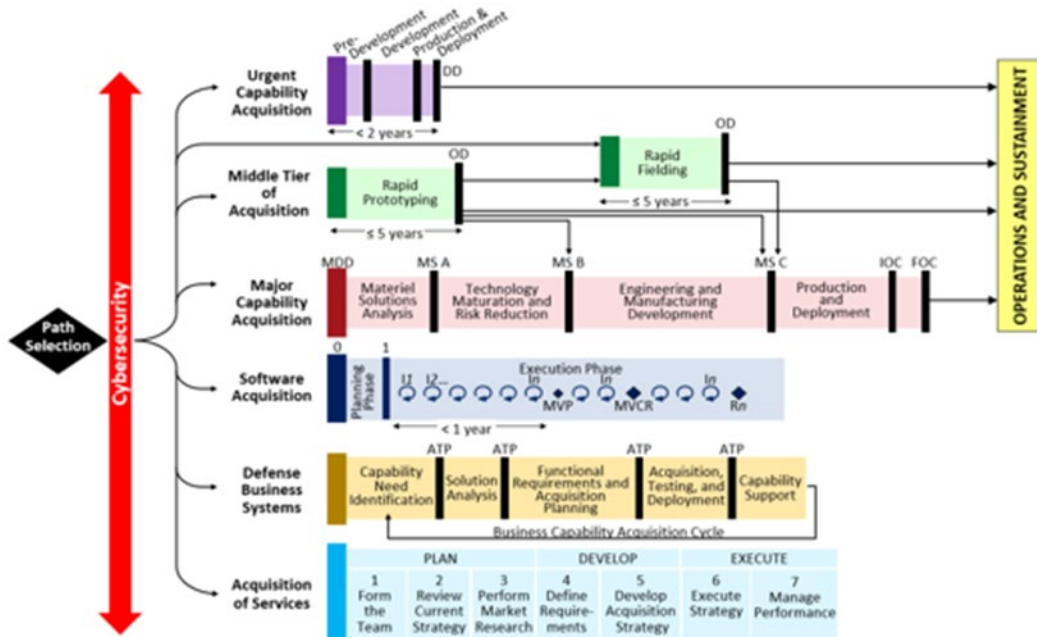 Pre-
Development
Development
Production &
Deployment
Urgent
Capability
Acquisition
DD
< 2 years
Middle Tier
of
Acquisition
Rapid
Prototyping
OD
≤ 5 years
Rapid
Fielding
OD
≤ 5 years
OPERATIONS AND SUSTAINMENT
Path
Selection
Cybersecurity
Major
Capability
Acquisition
MDD
MS A
MS B
MS C
IOC
FOC
Materiel
Solutions
Analysis
Technology
Maturation and
Risk Reduction
Engineering and
Manufacturing
Development
Production
and
Deployment
Software
Acquisition
0
1
Planning
Phase
Execution Phase
I1
I2...
In
In
In
MVP
MVCR
Rn
< 1 year
Defense
Business
Systems
ATP
ATP
ATP
ATP
Capability
Need
Identification
Solution
Analysis
Functional
Requirements and
Acquisition
Planning
Acquisition,
Testing, and
Deployment
Capability
Support
Business Capability Acquisition Cycle
Acquisition
of Services
PLAN
DEVELOP
EXECUTE
1
Form
the
Team
2
Review
Current
Strategy
3
Perform
Market
Research
4
Define
Require-
ments
5
Develop
Acquisition
Strategy
6
Execute
Strategy
7
Manage
Performance